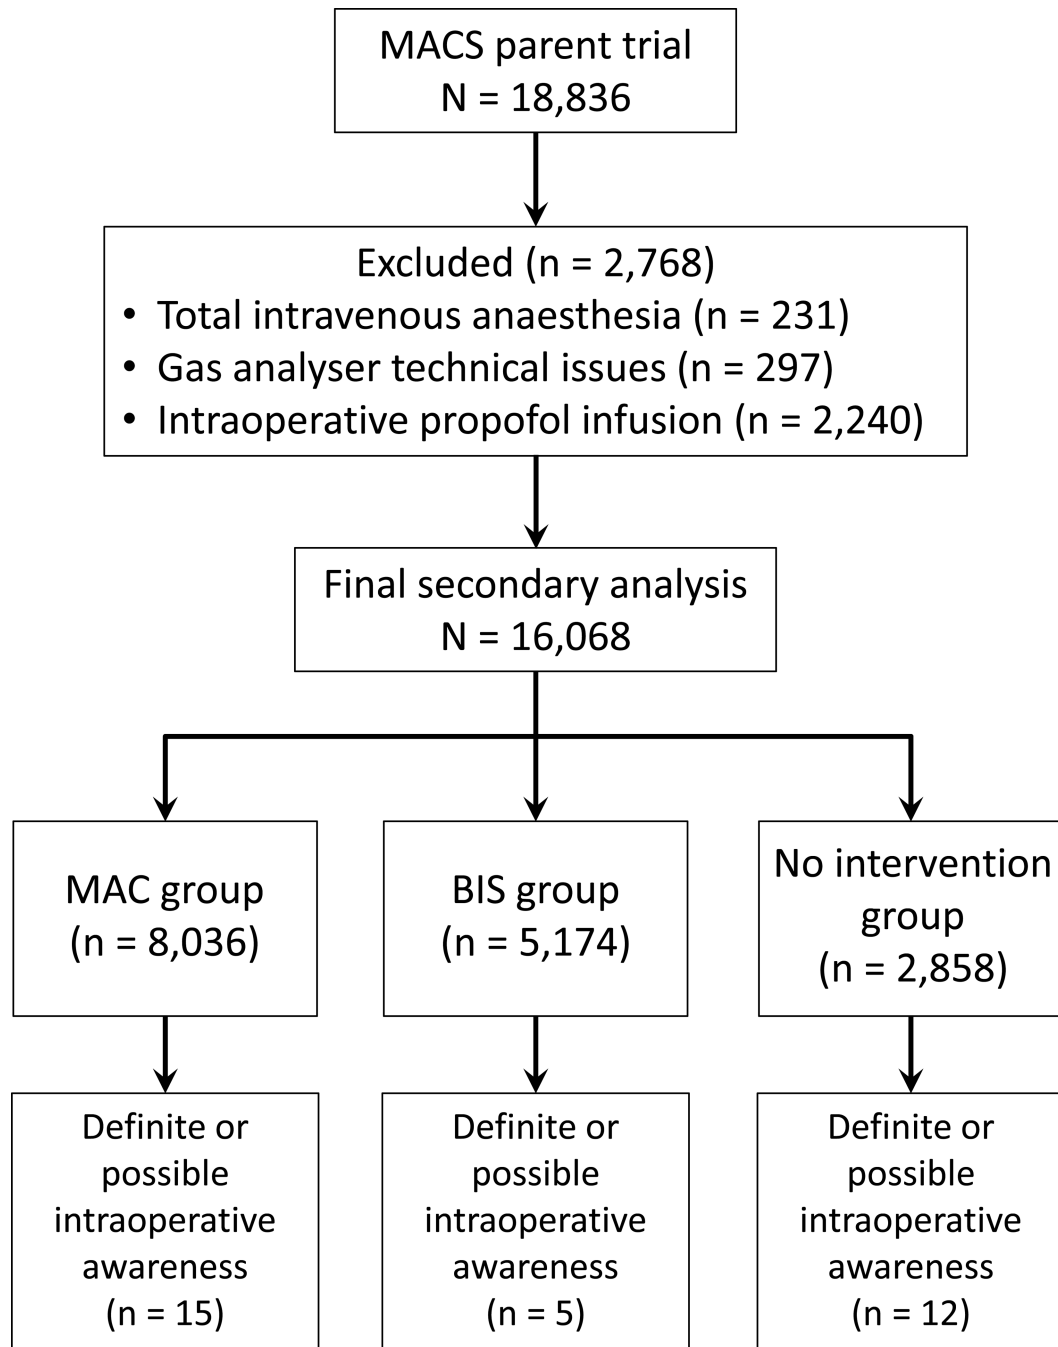 MACS parent trial
N = 18,836
Excluded (n = 2,768)
• Total intravenous anaesthesia (n = 231)
• Gas analyser technical issues (n = 297)
• Intraoperative propofol infusion (n = 2,240)
Final secondary analysis
N = 16,068
MAC group
(n = 8,036)
BIS group
(n = 5,174)
No intervention
group
(n = 2,858)
Definite or
possible
intraoperative
awareness
(n = 15)
Definite or
possible
intraoperative
awareness
(n = 5)
Definite or
possible
intraoperative
awareness
(n = 12)